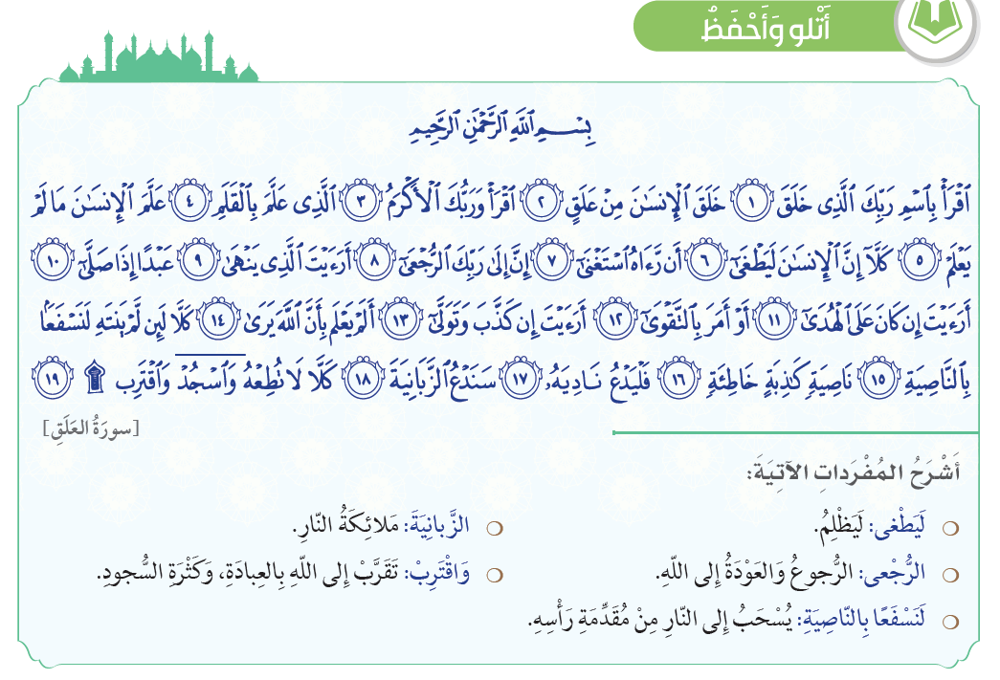 أَتْلو وَأَحْفَظُ
بِسْمِ اللَّهِ الرَّحْمَٰنِ الرَّحِيمِ
ٱقْرَأْ بِٱسْمِ رَبِّكَ ٱلَّذِى خَلَقَ ١ خَلَقَ ٱلْإِنسَٰنَ مِنْ عَلَقٍ ٢ ٱقْرَأْ وَرَبُّكَ ٱلْأَكْرَمُ ٣ ٱلَّذِى عَلَّمَ بِٱلْقَلَمِ ٤ عَلَّمَ ٱلْإِنسَٰنَ مَا لَمْ
يَعْلَمْ ٥ كَلَّآ إِنَّ ٱلْإِنسَٰنَ لَيَطْغَىٰٓ ٦ أَن رَّءَاهُ ٱسْتَغْنَىٰٓ ٧ إِنَّ إِلَىٰ رَبِّكَ ٱلرُّجْعَىٰٓ ٨ أَرَءَيْتَ ٱلَّذِى يَنْهَىٰ ٩ عَبْدًا إِذَا صَلَّىٰٓ ١٠
أَرَءَيْتَ إِن كَانَ عَلَى ٱلْهُدَىٰٓ ١١ أَوْ أَمَرَ بِٱلتَّقْوَىٰٓ ١٢ أَرَءَيْتَ إِن كَذَّبَ وَتَوَلَّىٰٓ ١٣ أَلَمْ يَعْلَم بِأَنَّ ٱللَّهَ يَرَىٰ ١٤ كَلَّا لَئِن لَّمْ يَنتَهِ لَنَسْفَعًۢا
بِٱلنَّاصِيَةِ ١٥ نَاصِيَةٍ كَٰذِبَةٍ خَاطِئَةٍ ١٦ فَلْيَدْعُ نَادِيَهُۥ ١٧ سَنَدْعُ ٱلزَّبَانِيَةَ ١٨ كَلَّا لَا تُطِعْهُ وَٱسْجُدْ وَٱقْتَرِب ۩ ١٩
[سورَةُ العَلَقِ]
أَشْرَحُ المُفْرَداتِ الآتِيَةَ:
لَيَطْغى: لَيَظْلِمُ. الزَّبانِيَةَ: مَلائِكَةُ النّارِ.
الرُّجْعى: الرُّجوعُ وَالعَوْدَةُ إِلى اللّهِ. وَاقْتَرِبْ: تَقَرَّبْ إِلى اللّهِ بِالعِبادَةِ، وَكَثْرَةِ السُّجودِ.
لَنَسْفَعًا بِالنّاصِيَةِ: يُسْحَبُ إِلى النّارِ مِنْ مُقَدِّمَةِ رَأْسِهِ.